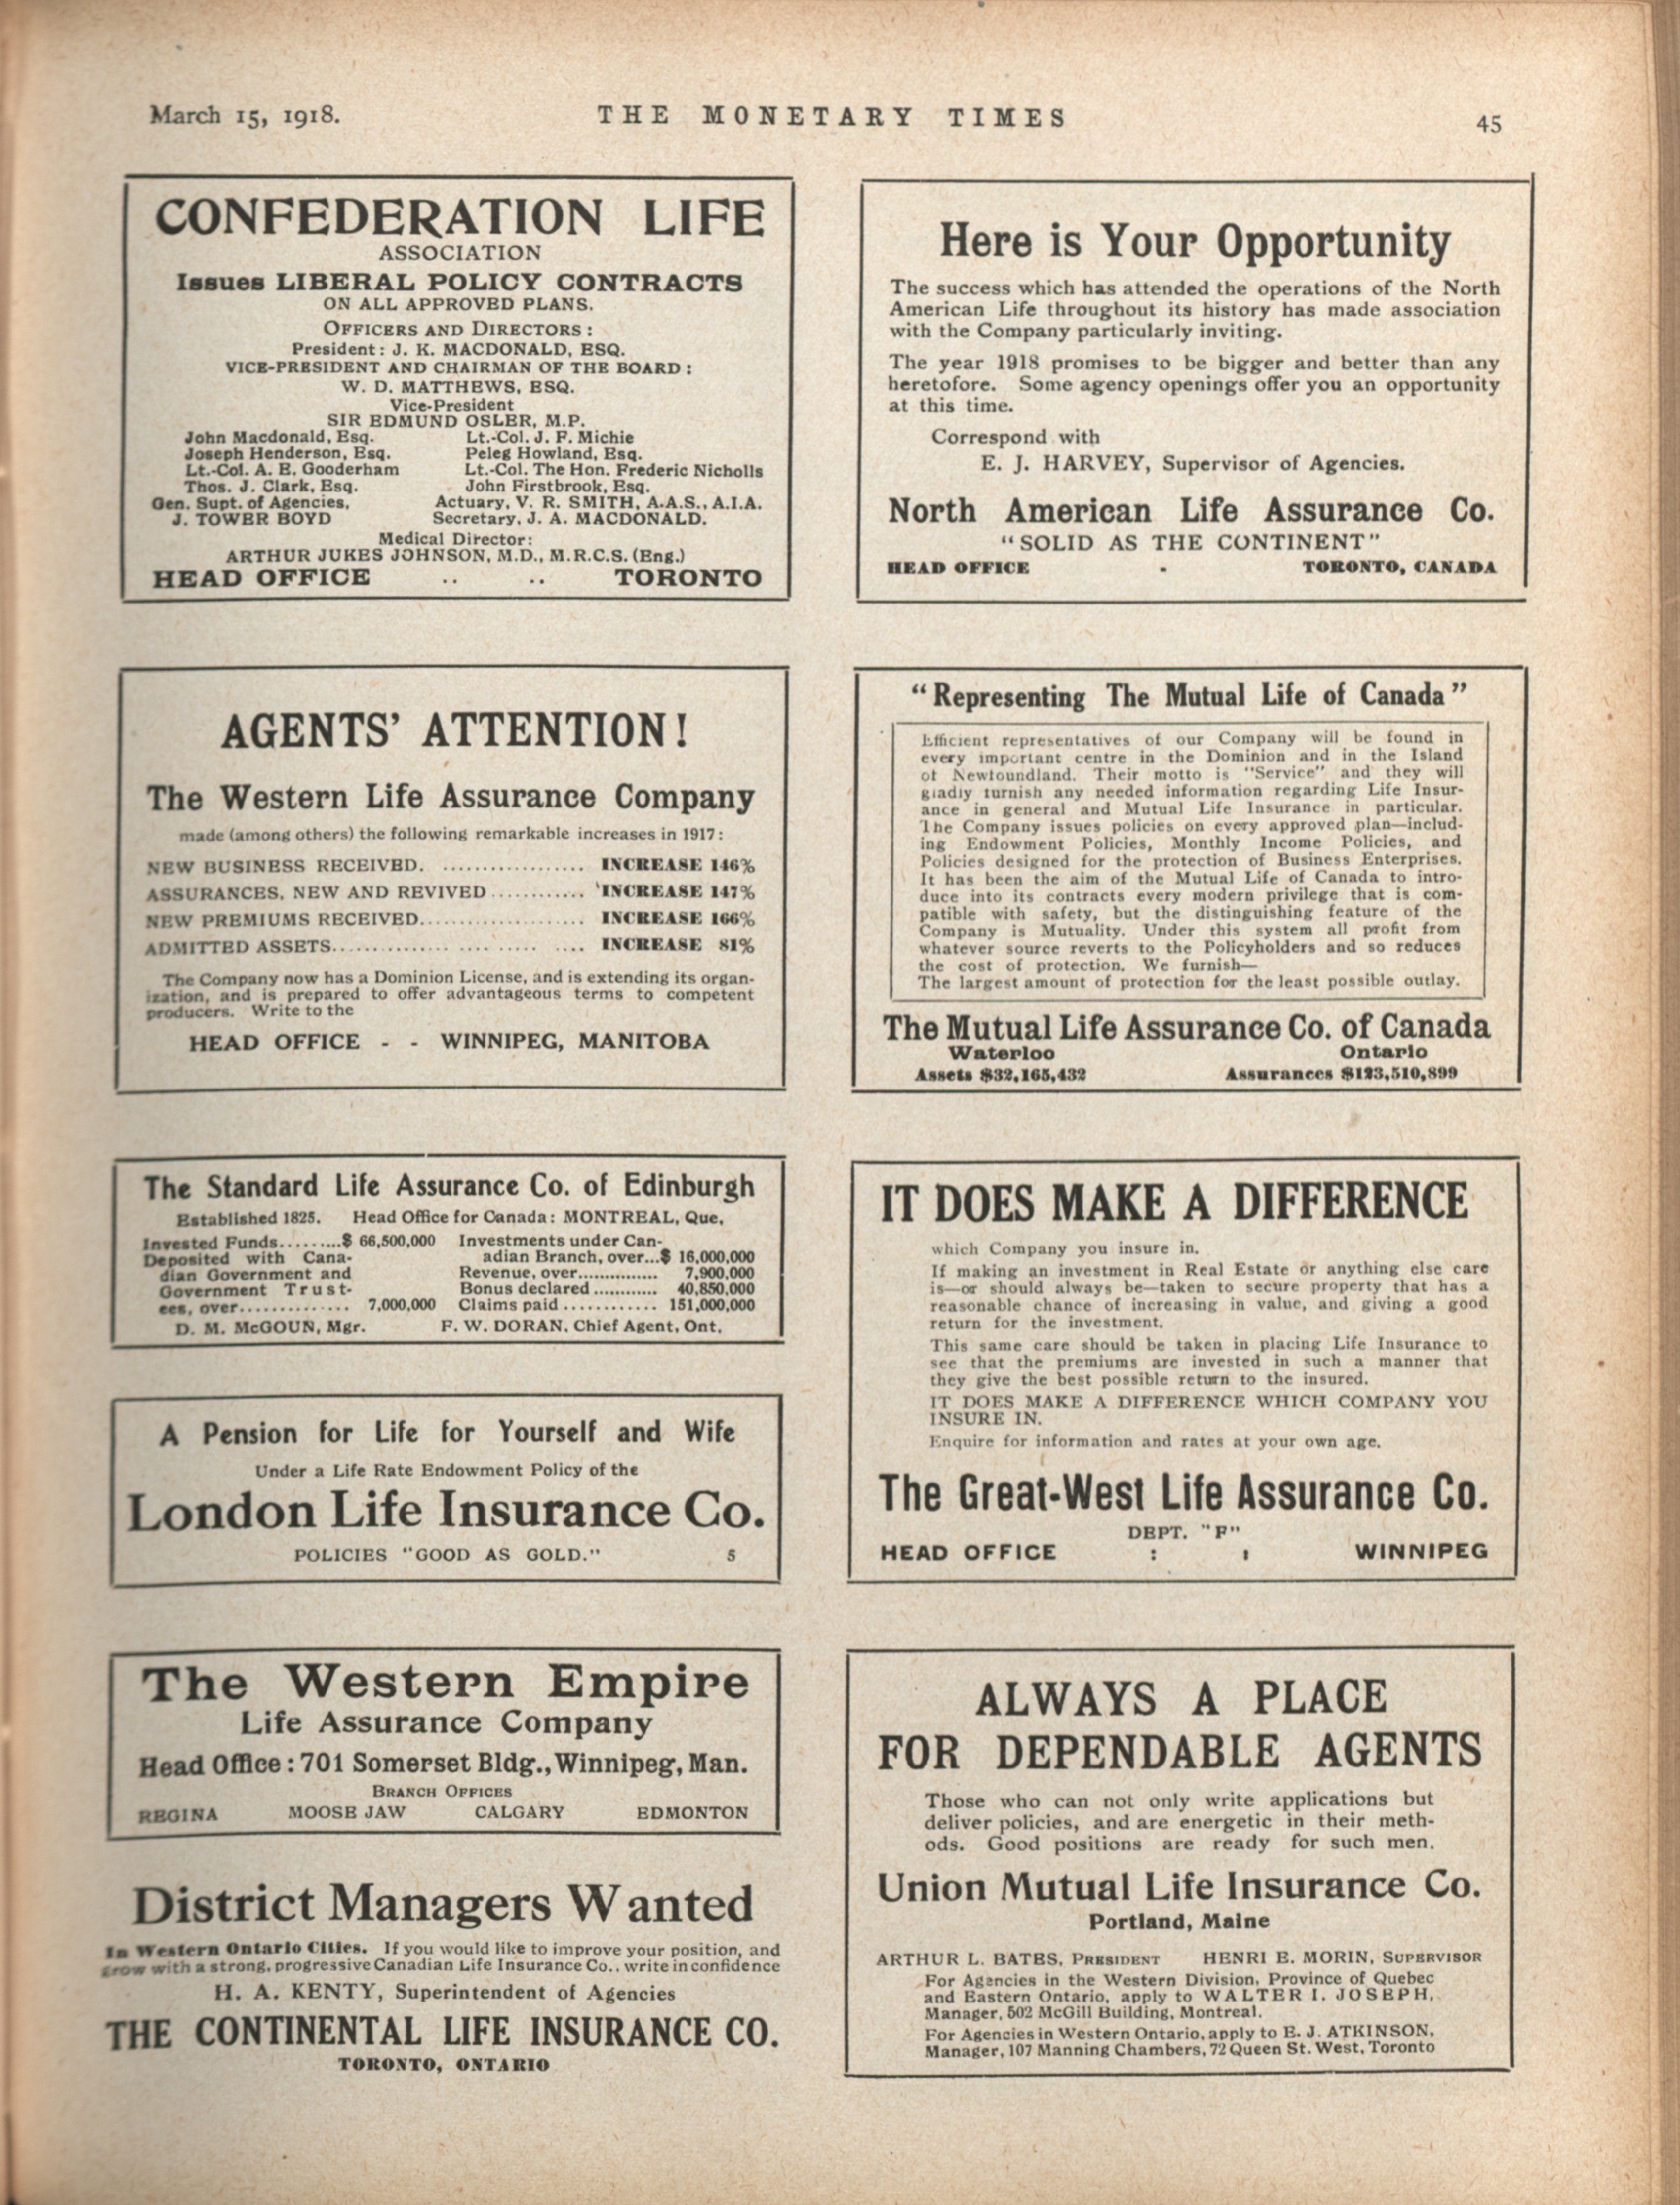 March 15, 1918.
THE MONETARY TIMES
45
CONFEDERATION LIFE
ASSOCIATION
Issues LIBERAL POLICY CONTRACTS
ON ALL APPROVED PLANS.
OFFICERS AND DIRECTORS :
President : J. K. MACDONALD, ESQ.
VICE-PRESIDENT AND CHAIRMAN OF THE BOARD :
W. D. MATTHEWS, ESQ.
Vice-President
SIR EDMUND OSLER, M.P.
John Macdonald, Esq. Lt.-Col. J. F. Michie
Joseph Henderson, Esq. Peleg Howland, Esq.
Lt.-Col. A. E. Gooderham Lt.-Col. The Hon. Frederic Nicholls
Thos. J. Clark, Esq. John Firstbrook, Esq.
Gen. Supt. of Agencies, Actuary, V. R. SMITH, A.A.S., A.I.A.
J. TOWER BOYD Secretary, J. A. MACDONALD.
Medical Director:
ARTHUR JUKES JOHNSON, M.D., M.R.C.S. (Eng.)
HEAD OFFICE .. .. TORONTO
Here is Your Opportunity
The success which has attended the operations of the North
American Life throughout its history has made association
with the Company particularly inviting.
The year 1918 promises to be bigger and better than any
heretofore. Some agency openings offer you an opportunity
at this time.
Correspond with
E. J. HARVEY, Supervisor of Agencies.
North American Life Assurance Co.
"SOLID AS THE CONTINENT"
HEAD OFFICE - TORONTO, CANADA
AGENTS' ATTENTION!
The Western Life Assurance Company
made (among others) the following remarkable increases in 1917:
NEW BUSINESS RECEIVED. .................. INCREASE 146%
ASSURANCES, NEW AND REVIVED ............ INCREASE 147%
NEW PREMIUMS RECEIVED..................... INCREASE 166%
ADMITTED ASSETS............... .... ...... .... INCREASE 81%
The Company now has a Dominion License, and is extending its organ-
ization, and is prepared to offer advantageous terms to competent
producers. Write to the
HEAD OFFICE - - WINNIPEG, MANITOBA
"Representing The Mutual Life of Canada"
Efficient representatives of our Company will be found in
every important centre in the Dominion and in the Island
of Newfoundland. Their motto is "Service" and they will
gladly furnish any needed information regarding Life Insur-
ance in general and Mutual Life Insurance in particular.
The Company issues policies on every approved plan—includ-
ing Endowment Policies, Monthly Income Policies, and
Policies designed for the protection of Business Enterprises.
It has been the aim of the Mutual Life of Canada to intro-
duce into its contracts every modern privilege that is com-
patible with safety, but the distinguishing feature of the
Company is Mutuality. Under this system all profit from
whatever source reverts to the Policyholders and so reduces
the cost of protection. We furnish—
The largest amount of protection for the least possible outlay.
The Mutual Life Assurance Co. of Canada
Waterloo Ontario
Assets $32,165,432 Assurances $123,510,899
The Standard Life Assurance Co. of Edinburgh
Established 1825. Head Office for Canada: MONTREAL, Que.
Invested Funds.........$ 66,500,000 Investments under Can-
Deposited with Cana- adian Branch, over...$ 16,000,000
dian Government and Revenue, over............... 7,900,000
Government Trust- Bonus declared ............ 40,850,000
ees, over.............. 7,000,000 Claims paid ............ 151,000,000
D. M. McGOUN, Mgr. F. W. DORAN, Chief Agent, Ont.
A Pension for Life for Yourself and Wife
Under a Life Rate Endowment Policy of the
London Life Insurance Co.
POLICIES "GOOD AS GOLD." 5
IT DOES MAKE A DIFFERENCE
which Company you insure in.
If making an investment in Real Estate or anything else care
is—or should always be—taken to secure property that has a
reasonable chance of increasing in value, and giving a good
return for the investment.
This same care should be taken in placing Life Insurance to
see that the premiums are invested in such a manner that
they give the best possible return to the insured.
IT DOES MAKE A DIFFERENCE WHICH COMPANY YOU
INSURE IN.
Enquire for information and rates at your own age.
The Great-West Life Assurance Co.
DEPT. "F"
HEAD OFFICE : : WINNIPEG
The Western Empire
Life Assurance Company
Head Office : 701 Somerset Bldg., Winnipeg, Man.
BRANCH OFFICES
REGINA MOOSE JAW CALGARY EDMONTON
District Managers Wanted
In Western Ontario Cities. If you would like to improve your position, and
grow with a strong, progressive Canadian Life Insurance Co., write in confidence
H. A. KENTY, Superintendent of Agencies
THE CONTINENTAL LIFE INSURANCE CO.
TORONTO, ONTARIO
ALWAYS A PLACE
FOR DEPENDABLE AGENTS
Those who can not only write applications but
deliver policies, and are energetic in their meth-
ods. Good positions are ready for such men.
Union Mutual Life Insurance Co.
Portland, Maine
ARTHUR L. BATES, PRESIDENT HENRI E. MORIN, SUPERVISOR
For Agencies in the Western Division, Province of Quebec
and Eastern Ontario, apply to WALTER I. JOSEPH,
Manager, 502 McGill Building, Montreal.
For Agencies in Western Ontario, apply to E. J. ATKINSON,
Manager, 107 Manning Chambers, 72 Queen St. West, Toronto